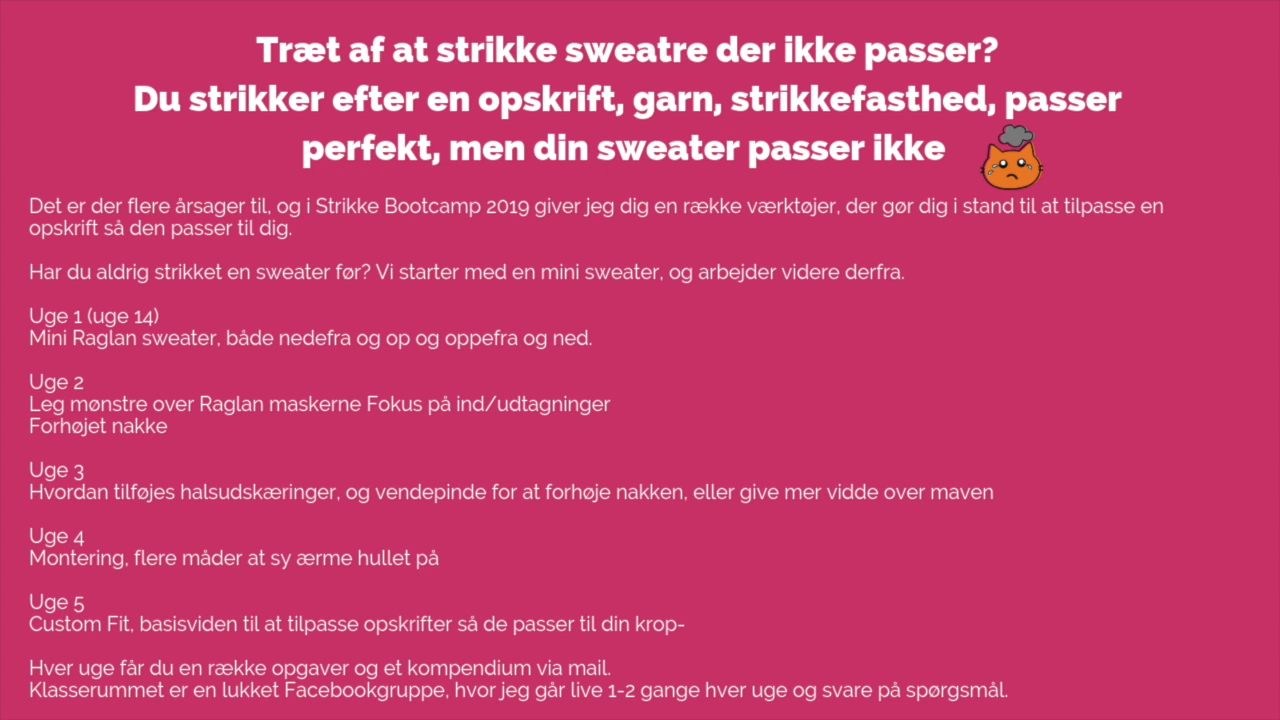 Træt af at strikke sweatre der ikke passer?
Du strikker efter en opskrift, garn, strikkefasthed, passer
perfekt, men din sweater passer ikke
Det er der flere årsager til, og i Strikke Bootcamp 2019 giver jeg dig en række værktøjer, der gør dig i stand til at tilpasse en
opskrift så den passer til dig.
Har du aldrig strikket en sweater før? Vi starter med en mini sweater, og arbejder videre derfra.
Uge 1 (uge 14)
Mini Raglan sweater, både nedefra og op og oppefra og ned.
Uge 2
Leg mønstre over Raglan maskerne Fokus på ind/udtagninger
Forhøjet nakke
Uge 3
Hvordan tilføjes halsudskæringer, og vendepinde for at forhøje nakken, eller give mer vidde over maven
Uge 4
Montering, flere måder at sy ærme hullet på
Uge 5
Custom Fit, basisviden til at tilpasse opskrifter så de passer til din krop-
Hver uge får du en række opgaver og et kompendium via mail.
Klasserummet er en lukket Facebookgruppe, hvor jeg går live 1-2 gange hver uge og svare på spørgsmål.